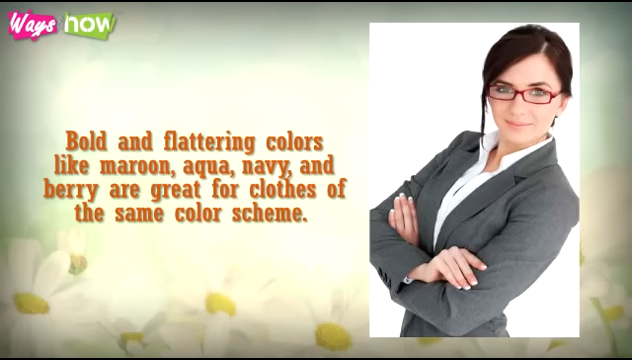 Ways now
Bold and flattering colors
like maroon, aqua, navy, and
berry are great for clothes of
the same color scheme.